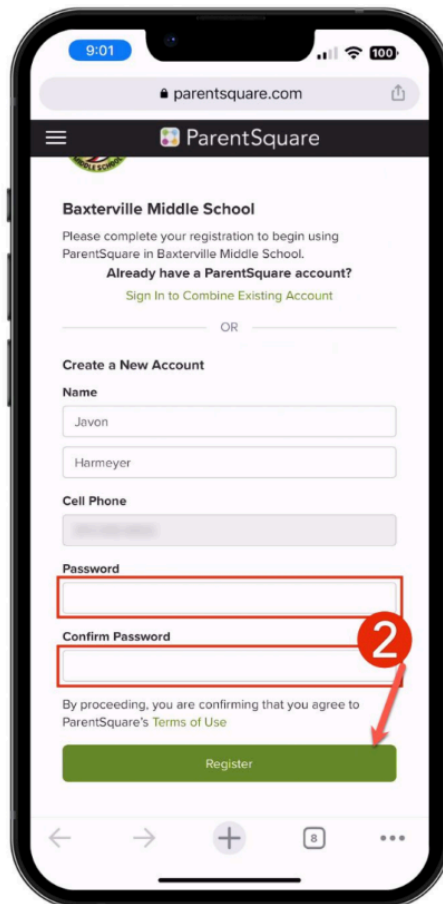 9:01
100
parentsquare.com
ParentSquare
MIDDLE SCHOOL
Baxterville Middle School
Please complete your registration to begin using
ParentSquare in Baxterville Middle School.
Already have a ParentSquare account?
Sign In to Combine Existing Account
OR
Create a New Account
Name
Javon
Harmeyer
Cell Phone
Password
Confirm Password
2
By proceeding, you are confirming that you agree to
ParentSquare's Terms of Use
Register
8